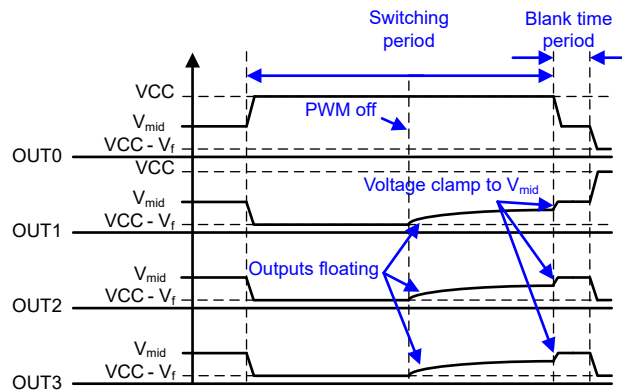 Switching
period
Blank time
period
VCC
PWM off
Vmid
VCC - Vf
OUT0
VCC
Voltage clamp to Vmid
Vmid
VCC - Vf
OUT1
Outputs floating
Vmid
VCC - Vf
OUT2
Vmid
VCC - Vf
OUT3